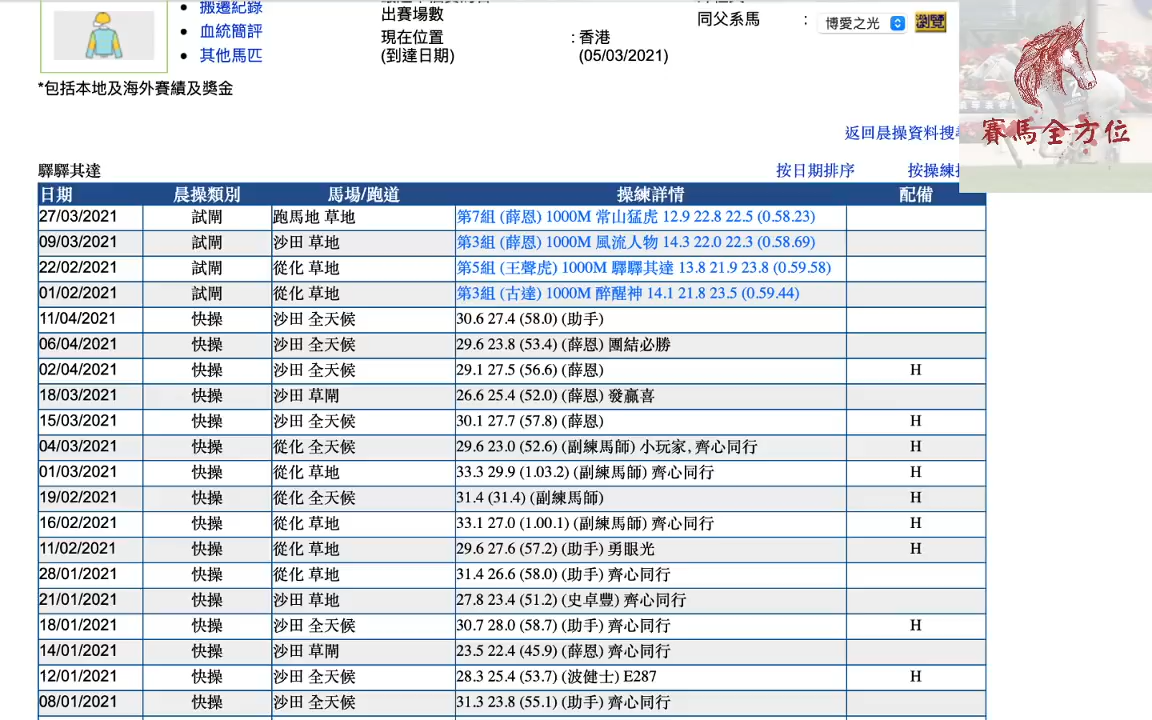 搬遷紀錄
出賽場數
同父系馬 : 博愛之光 瀏覽
血統簡評
現在位置 : 香港
其他馬匹
(到達日期) (05/03/2021)
*包括本地及海外賽績及獎金
賽馬全方位
返回晨操資料搜
驛驛其達 按日期排序 按操練
日期 晨操類別 馬場/跑道 操練詳情 配備
27/03/2021 試閘 跑馬地 草地 第7組 (薛恩) 1000M 常山猛虎 12.9 22.8 22.5 (0.58.23)
09/03/2021 試閘 沙田 草地 第3組 (薛恩) 1000M 風流人物 14.3 22.0 22.3 (0.58.69)
22/02/2021 試閘 從化 草地 第5組 (王聲虎) 1000M 驛驛其達 13.8 21.9 23.8 (0.59.58)
01/02/2021 試閘 從化 草地 第3組 (古達) 1000M 醉醒神 14.1 21.8 23.5 (0.59.44)
11/04/2021 快操 沙田 全天候 30.6 27.4 (58.0) (助手)
06/04/2021 快操 沙田 全天候 29.6 23.8 (53.4) (薛恩) 團結必勝
02/04/2021 快操 沙田 全天候 29.1 27.5 (56.6) (薛恩) H
18/03/2021 快操 沙田 草閘 26.6 25.4 (52.0) (薛恩) 發贏喜
15/03/2021 快操 沙田 全天候 30.1 27.7 (57.8) (薛恩) H
04/03/2021 快操 從化 全天候 29.6 23.0 (52.6) (副練馬師) 小玩家, 齊心同行 H
01/03/2021 快操 從化 草地 33.3 29.9 (1.03.2) (副練馬師) 齊心同行 H
19/02/2021 快操 從化 全天候 31.4 (31.4) (副練馬師) H
16/02/2021 快操 從化 草地 33.1 27.0 (1.00.1) (副練馬師) 齊心同行 H
11/02/2021 快操 從化 草地 29.6 27.6 (57.2) (助手) 勇眼光 H
28/01/2021 快操 從化 草地 31.4 26.6 (58.0) (助手) 齊心同行
21/01/2021 快操 沙田 草地 27.8 23.4 (51.2) (史卓豐) 齊心同行
18/01/2021 快操 沙田 全天候 30.7 28.0 (58.7) (助手) 齊心同行 H
14/01/2021 快操 沙田 草閘 23.5 22.4 (45.9) (薛恩) 齊心同行
12/01/2021 快操 沙田 全天候 28.3 25.4 (53.7) (波健士) E287 H
08/01/2021 快操 沙田 全天候 31.3 23.8 (55.1) (助手) 齊心同行